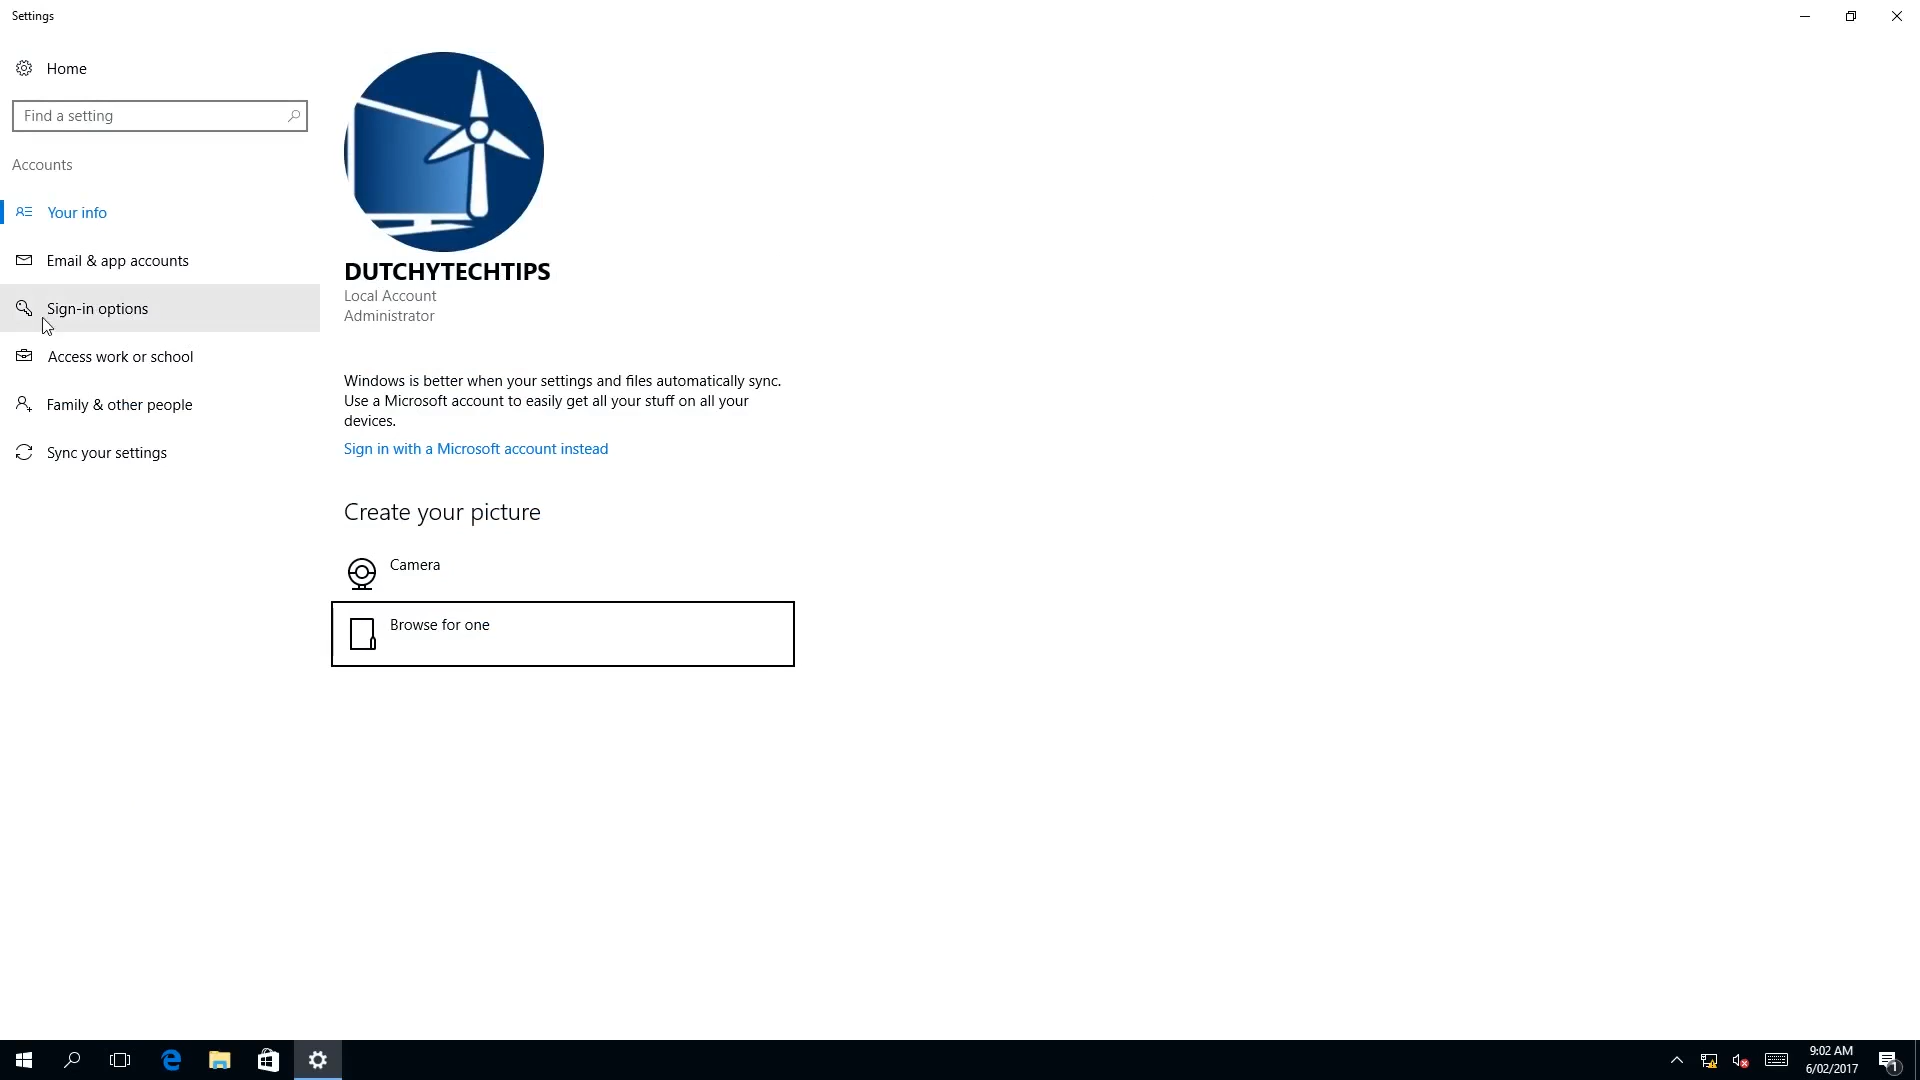 Settings
Home
Find a setting
Accounts
Your info
Email & app accounts
Sign-in options
Access work or school
Family & other people
Sync your settings
DUTCHYTECHTIPS
Local Account
Administrator
Windows is better when your settings and files automatically sync.
Use a Microsoft account to easily get all your stuff on all your
devices.
Sign in with a Microsoft account instead
Create your picture
Camera
Browse for one
9:02 AM
6/02/2017
1